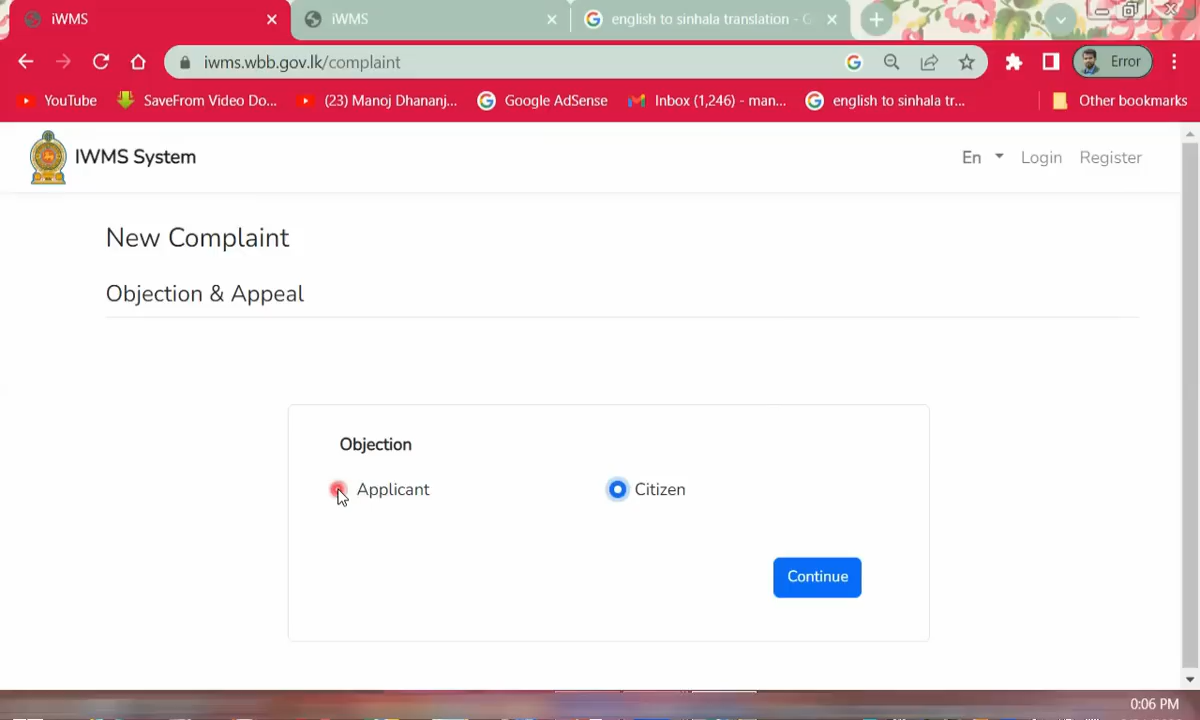 iWMS
iWMS
english to sinhala translation - G
iwms.wbb.gov.lk/complaint
Error
YouTube
SaveFrom Video Do...
(23) Manoj Dhananj...
Google AdSense
Inbox (1,246) - man...
english to sinhala tr...
Other bookmarks
IWMS System
En
Login
Register
New Complaint
Objection & Appeal
Objection
Applicant
Citizen
Continue
0:06 PM